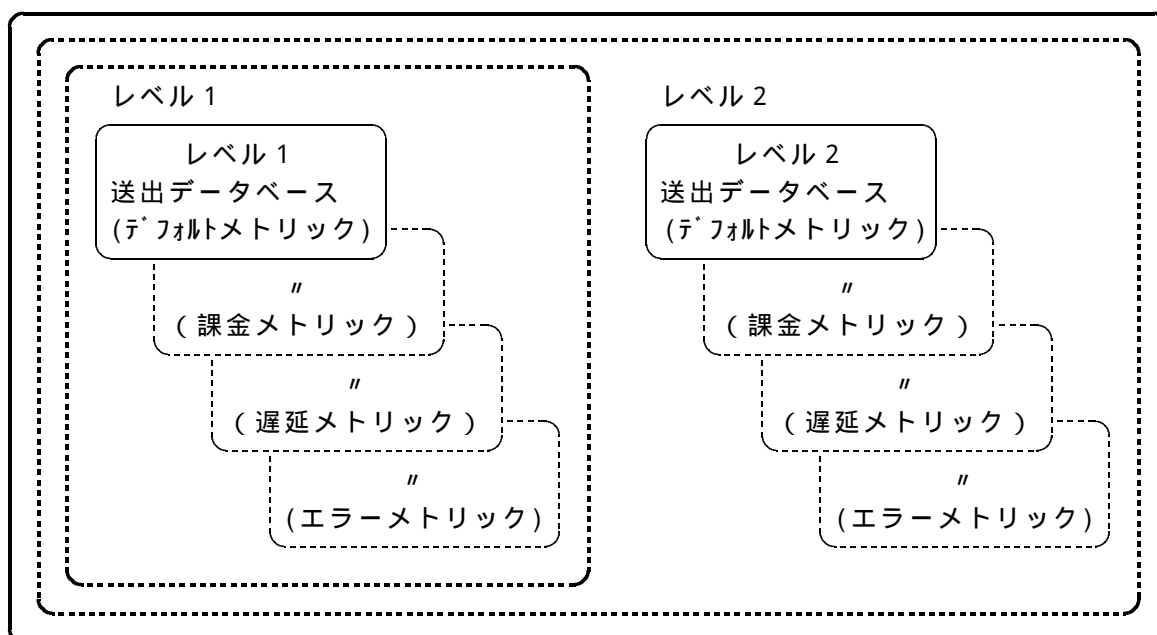 レベル1
レベル1
送出データベース
(ﾃﾞﾌｫﾙﾄメトリック)
〃
(課金メトリック)
〃
(遅延メトリック)
〃
(エラーメトリック)
レベル2
レベル2
送出データベース
(ﾃﾞﾌｫﾙﾄメトリック)
〃
(課金メトリック)
〃
(遅延メトリック)
〃
(エラーメトリック)